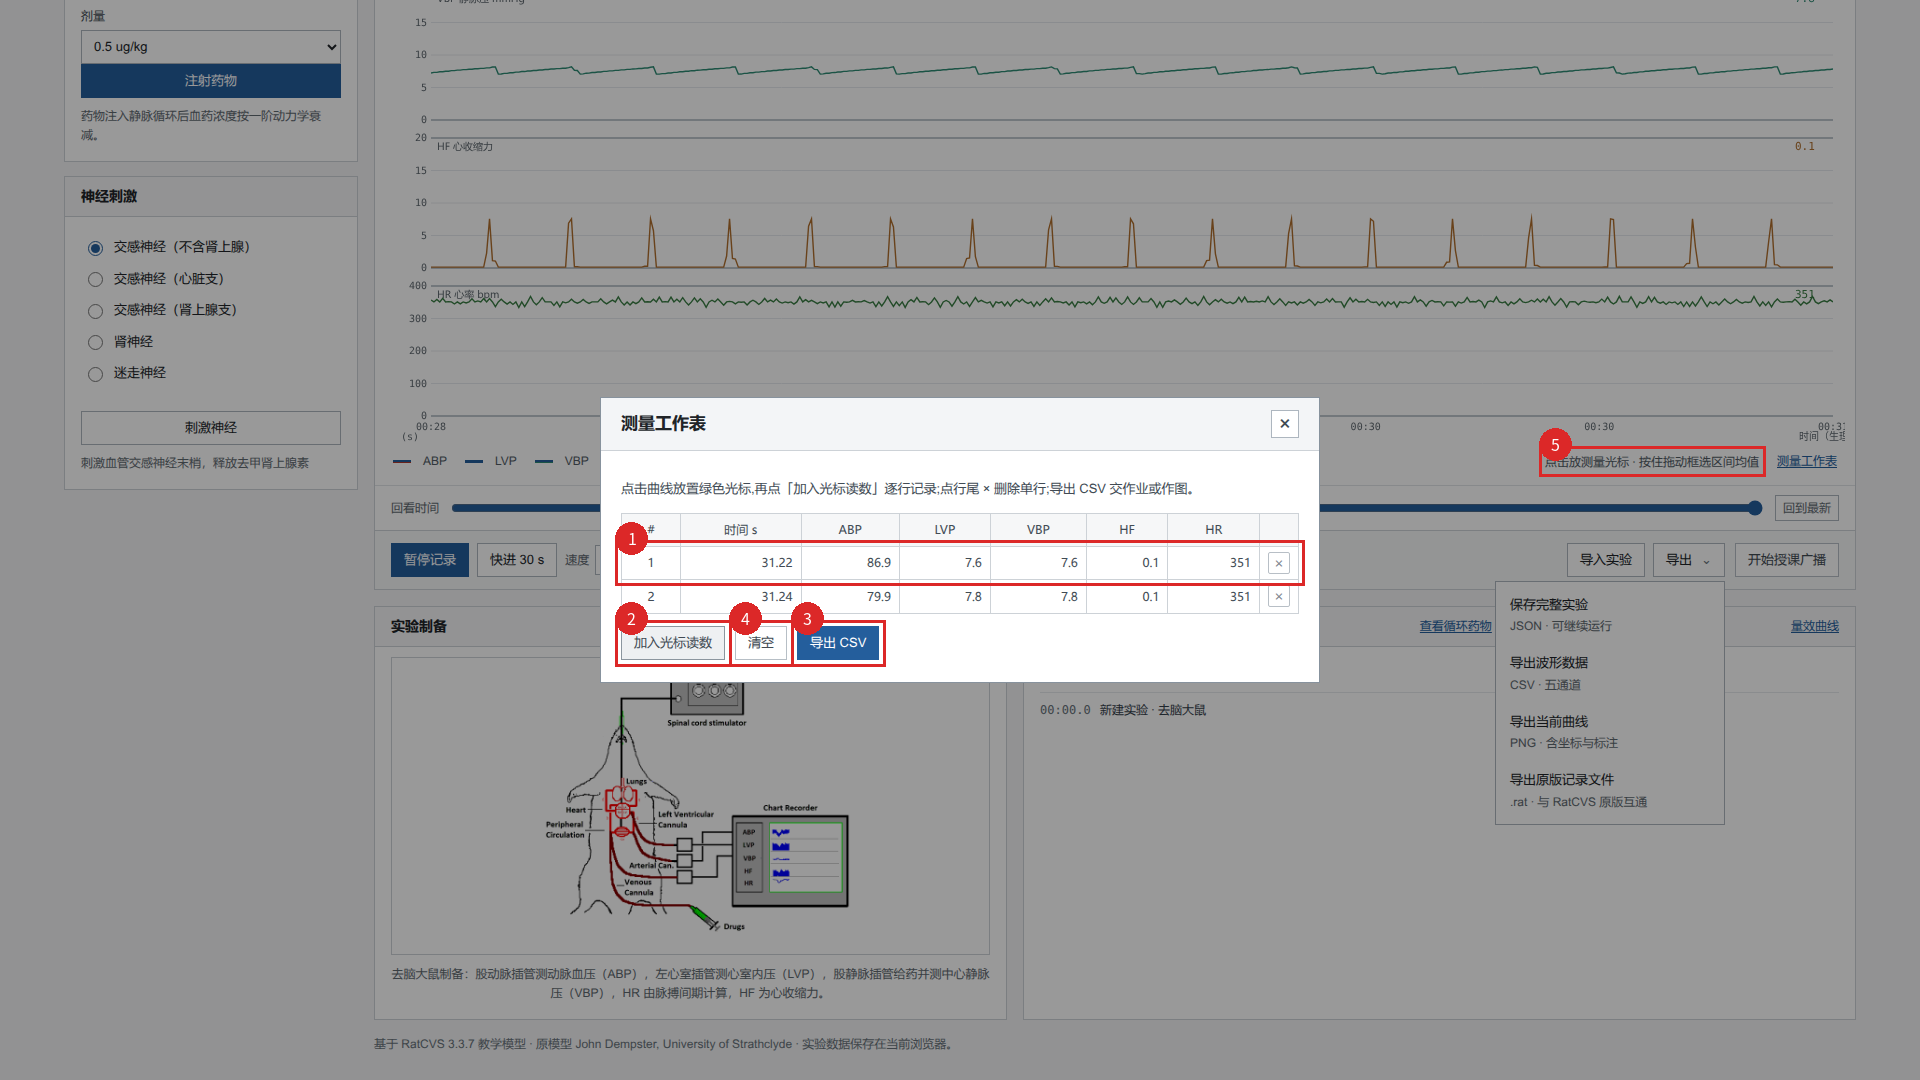 剂量
0.5 ug/kg
注射药物
药物注入静脉循环后血药浓度按一阶动力学衰
减。
神经刺激
交感神经（不含肾上腺）
交感神经（心脏支）
交感神经（肾上腺支）
肾神经
迷走神经
刺激神经
刺激血管交感神经末梢，释放去甲肾上腺素
15
10
5
0
20
HF 心收缩力
0.1
15
10
5
0
400
HR 心率 bpm
351
300
200
100
0
00:28
(s)
00:30
00:30
ABP
LVP
VBP
5
点击放测量光标 · 按住拖动框选区间均值
测量工作表
回看时间
回到最新
暂停记录
快进 30 s
速度
导入实验
导出
开始授课广播
保存完整实验
JSON · 可继续运行
导出波形数据
CSV · 五通道
导出当前曲线
PNG · 含坐标与标注
导出原版记录文件
.rat · 与 RatCVS 原版互通
测量工作表
×
点击曲线放置绿色光标,再点「加入光标读数」逐行记录;点行尾 × 删除单行;导出 CSV 交作业或作图。
# 时间 s ABP LVP VBP HF HR
1
1 31.22 86.9 7.6 7.6 0.1 351 ×
2 31.24 79.9 7.8 7.8 0.1 351 ×
2
加入光标读数
4
清空
3
导出 CSV
实验制备
查看循环药物
量效曲线
00:00.0 新建实验 · 去脑大鼠
Spinal cord stimulator
Lungs
Heart
Peripheral
Circulation
Left Ventricular
Cannula
Arterial Can.
Venous
Cannula
Chart Recorder
ABP
LVP
VBP
HF
HR
Drugs
去脑大鼠制备：股动脉插管测动脉血压（ABP），左心室插管测心室内压（LVP），股静脉插管给药并测中心静脉
压（VBP），HR 由脉搏间期计算，HF 为心收缩力。
基于 RatCVS 3.3.7 教学模型 · 原模型 John Dempster, University of Strathclyde · 实验数据保存在当前浏览器。